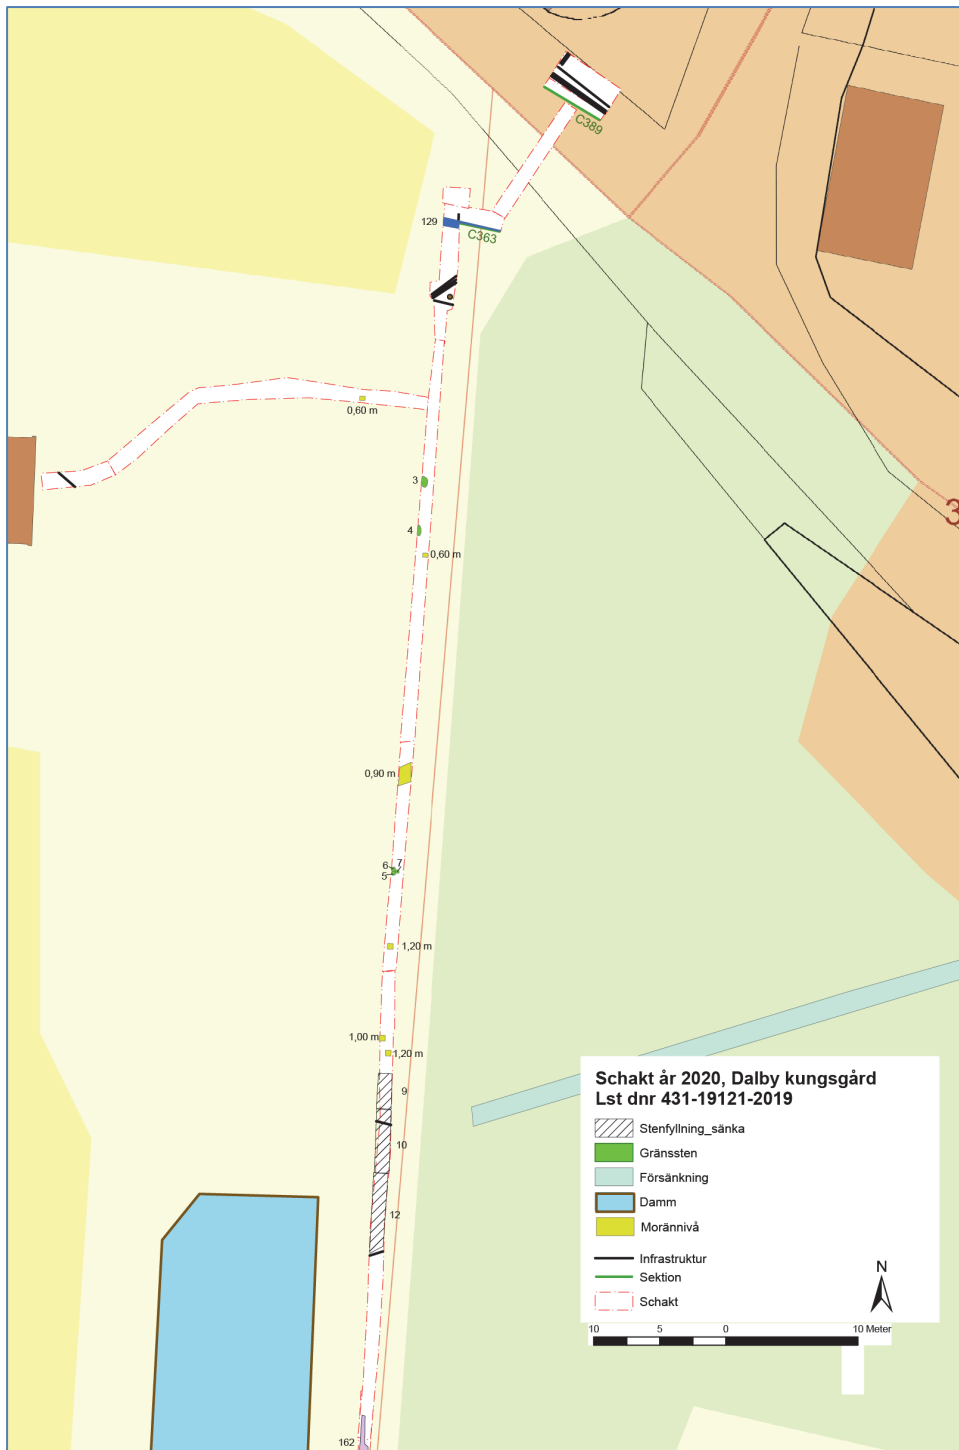 C389
129
C363
0,60 m
3
3
4
0,60 m
0,90 m
6
7
5
1,20 m
1,00 m
1,20 m
9
10
12
162
Schakt år 2020, Dalby kungsgård
Lst dnr 431-19121-2019
Stenfyllning_sänka
Gränssten
Försänkning
Damm
Morännivå
Infrastruktur
Sektion
Schakt
N
10 5 0 10 Meter